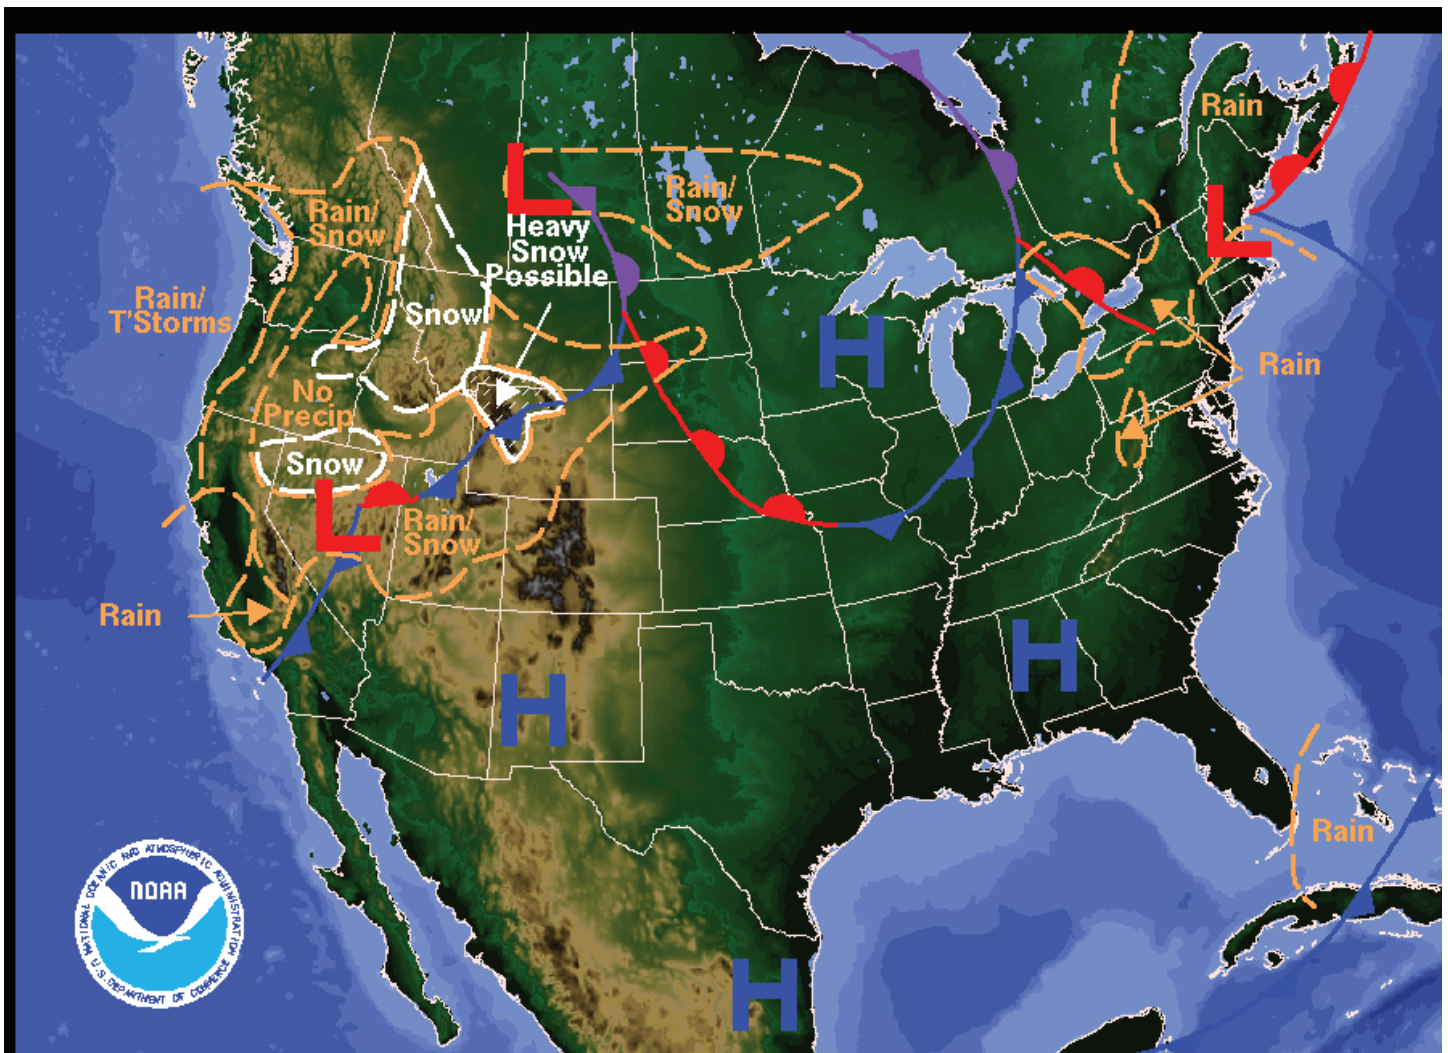 Rain
Rain/
Snow
L
Rain/
Snow
L
Heavy
Snow
Possible
Rain/
T'Storms
Snow
H
Rain
No
Precip
Snow
L
Rain/
Snow
Rain
H
H
Rain
H
NOAA
NATIONAL OCEANIC AND ATMOSPHERIC ADMINISTRATION
U.S. DEPARTMENT OF COMMERCE